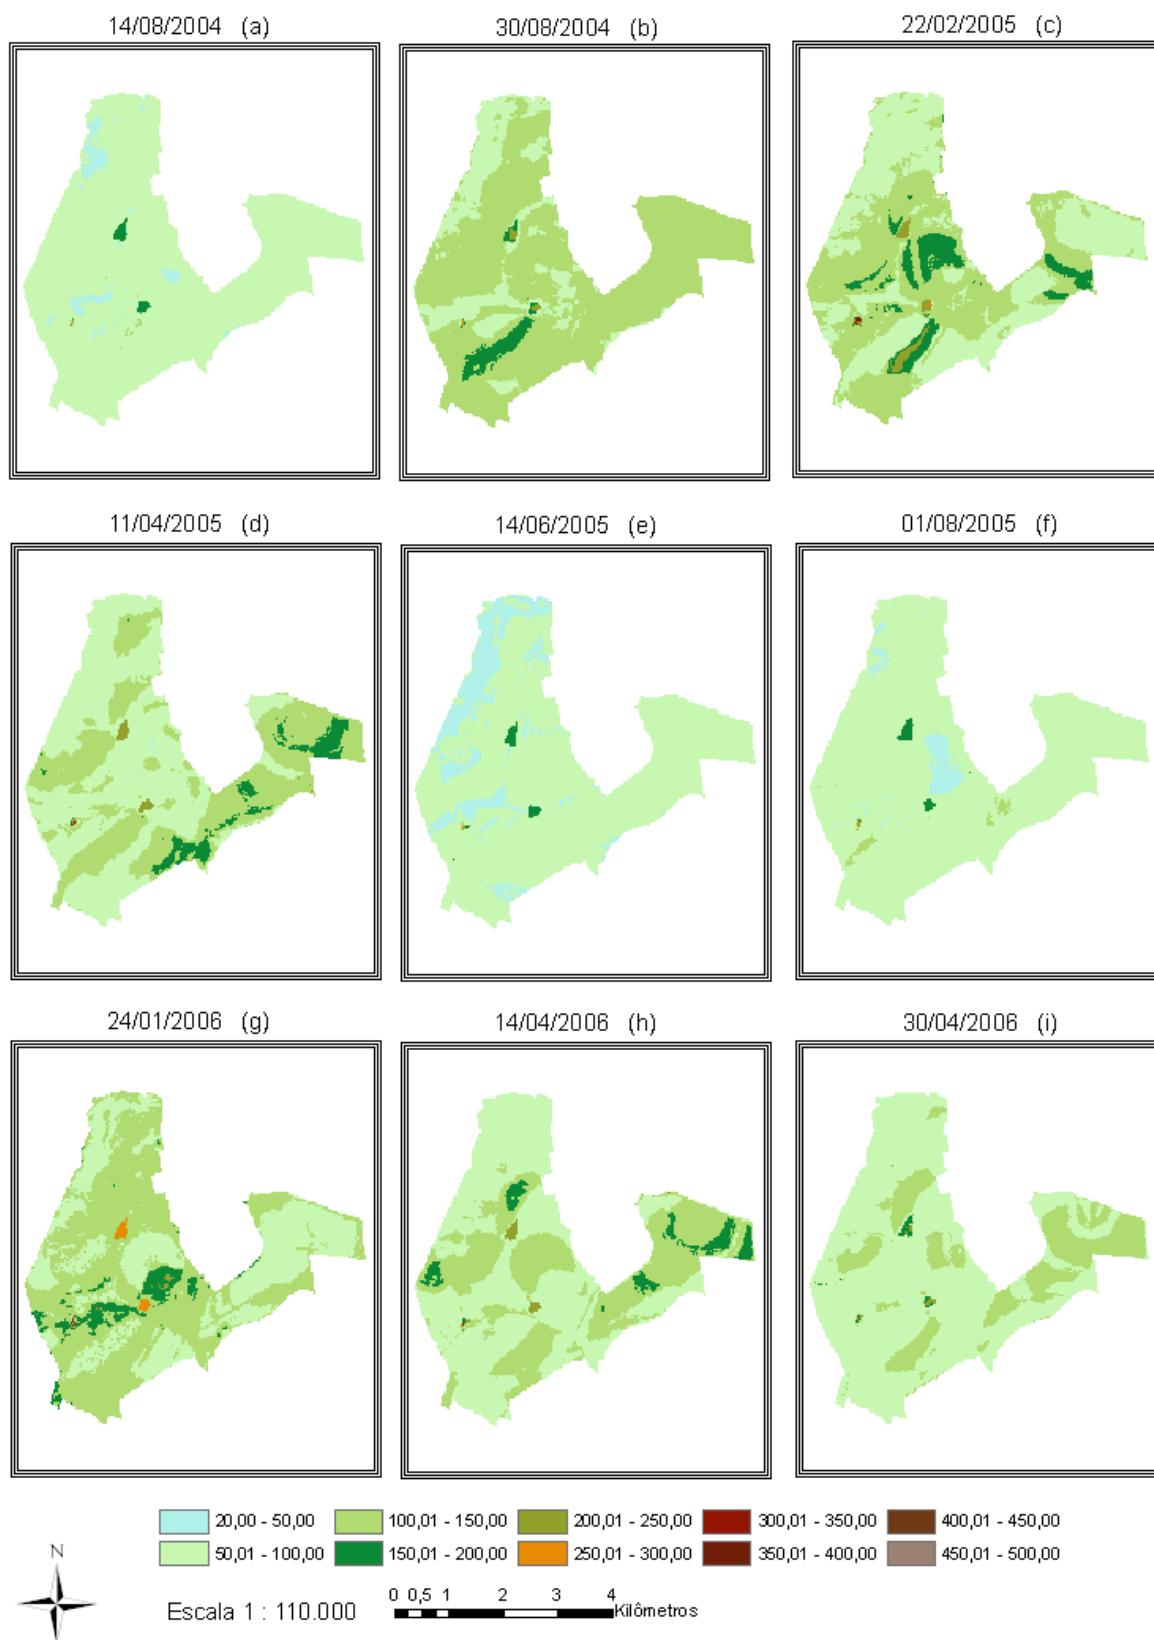 14/08/2004 (a)
30/08/2004 (b)
22/02/2005 (c)
11/04/2005 (d)
14/06/2005 (e)
01/08/2005 (f)
24/01/2006 (g)
14/04/2006 (h)
30/04/2006 (i)
20,00 - 50,00
100,01 - 150,00
200,01 - 250,00
300,01 - 350,00
400,01 - 450,00
50,01 - 100,00
150,01 - 200,00
250,01 - 300,00
350,01 - 400,00
450,01 - 500,00
N
Escala 1 : 110.000
0 0,5 1 2 3 4
Kilômetros